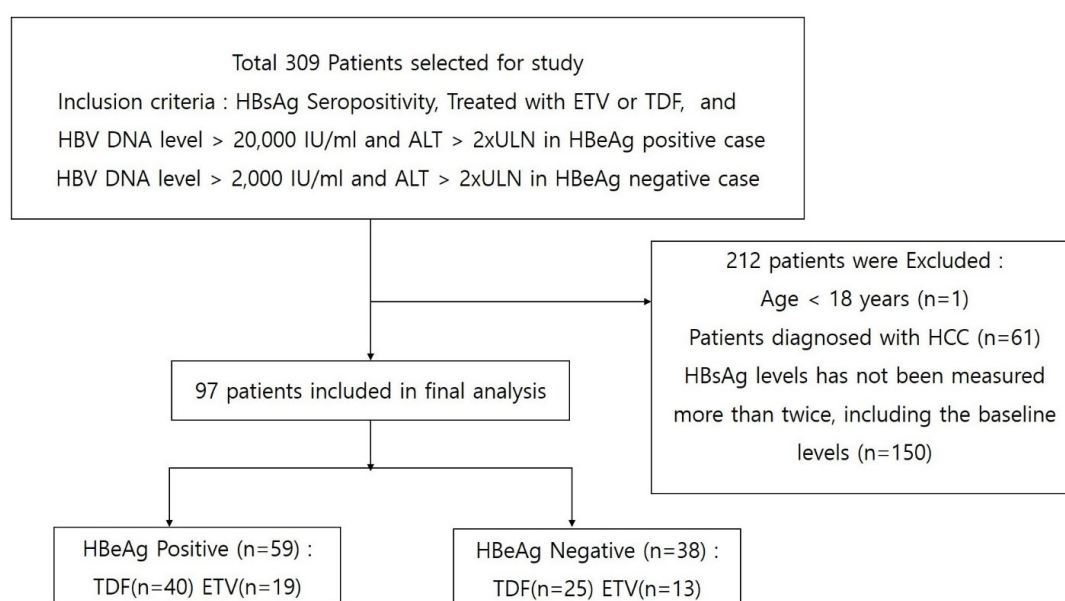 Total 309 Patients selected for study
Inclusion criteria : HBsAg Seropositivity, Treated with ETV or TDF, and
HBV DNA level > 20,000 IU/ml and ALT > 2xULN in HBeAg positive case
HBV DNA level > 2,000 IU/ml and ALT > 2xULN in HBeAg negative case
212 patients were Excluded :
Age < 18 years (n=1)
Patients diagnosed with HCC (n=61)
HBsAg levels has not been measured
more than twice, including the baseline
levels (n=150)
97 patients included in final analysis
HBeAg Positive (n=59) :
TDF(n=40) ETV(n=19)
HBeAg Negative (n=38) :
TDF(n=25) ETV(n=13)